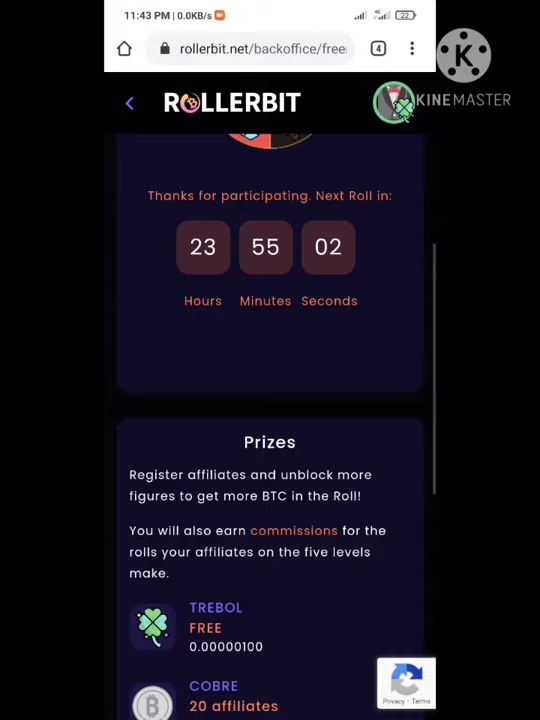 11:43 PM | 0.0KB/s
22
rollerbit.net/backoffice/free
4
K
KINEMASTER
ROLLERBIT
Thanks for participating. Next Roll in:
23 55 02
Hours Minutes Seconds
Prizes
Register affiliates and unblock more
figures to get more BTC in the Roll!
You will also earn commissions for the
rolls your affiliates on the five levels
make.
TREBOL
FREE
0.00000100
COBRE
20 affiliates
Privacy - Terms